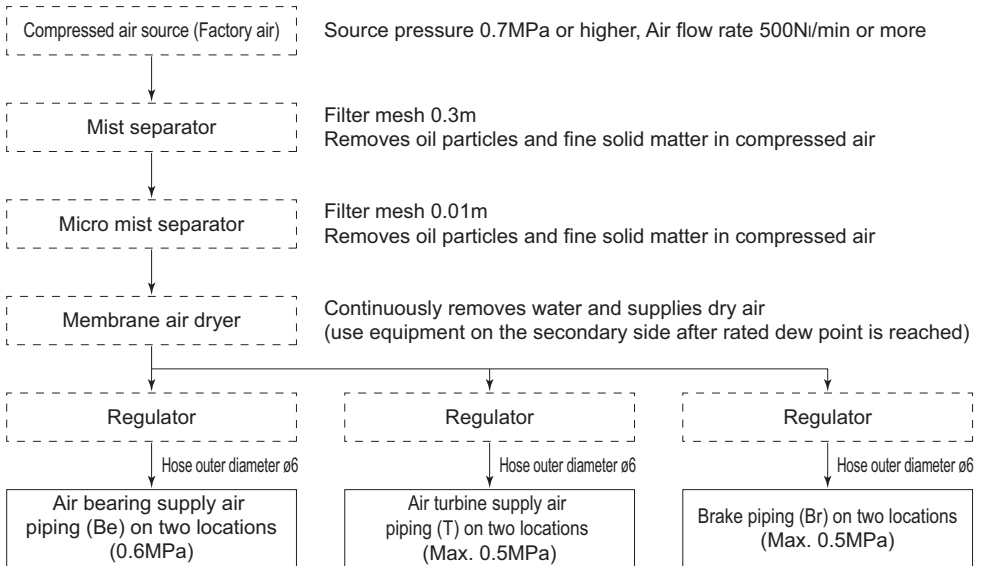 Compressed air source (Factory air)
Source pressure 0.7MPa or higher, Air flow rate 500Nl/min or more
Mist separator
Filter mesh 0.3m
Removes oil particles and fine solid matter in compressed air
Micro mist separator
Filter mesh 0.01m
Removes oil particles and fine solid matter in compressed air
Membrane air dryer
Continuously removes water and supplies dry air
(use equipment on the secondary side after rated dew point is reached)
Regulator
Regulator
Regulator
Hose outer diameter ø6
Hose outer diameter ø6
Hose outer diameter ø6
Air bearing supply air
piping (Be) on two locations
(0.6MPa)
Air turbine supply air
piping (T) on two locations
(Max. 0.5MPa)
Brake piping (Br) on two locations
(Max. 0.5MPa)